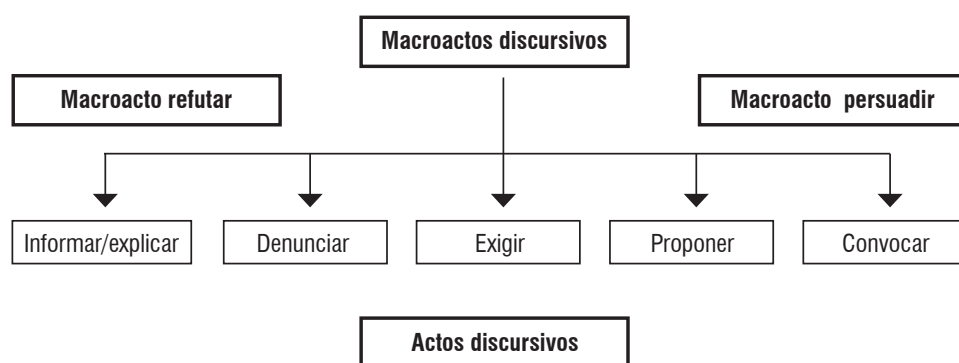 Macroactos discursivos
Macroacto refutar
Macroacto persuadir
Informar/explicar
Denunciar
Exigir
Proponer
Convocar
Actos discursivos